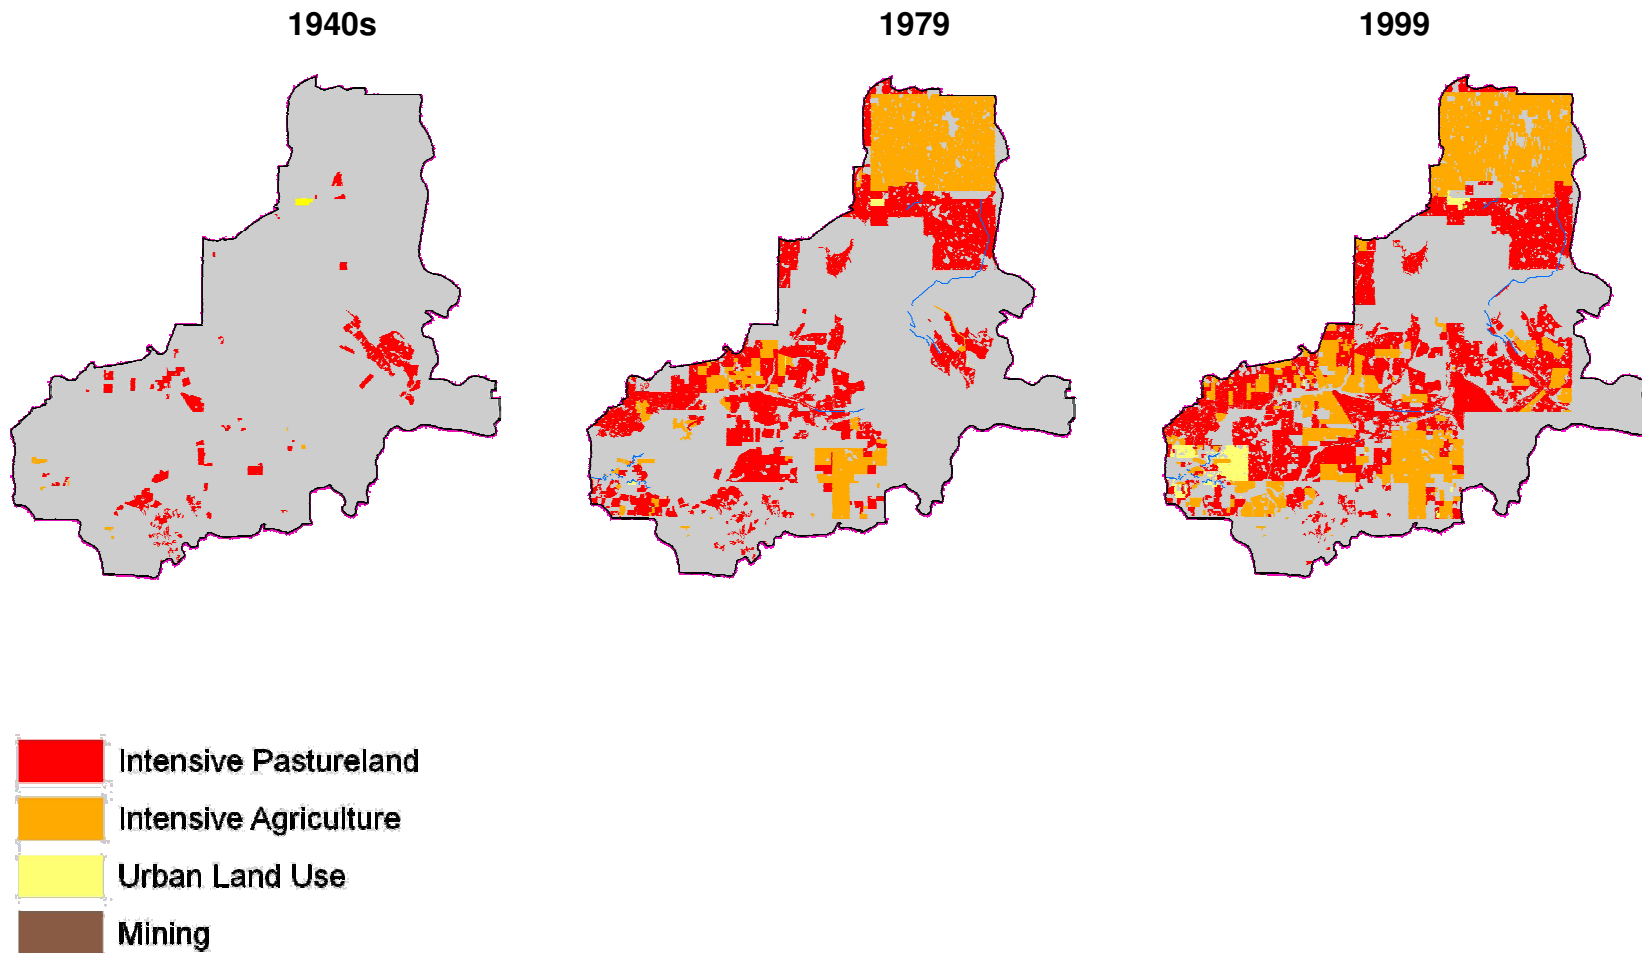 1940s
1979
1999
Intensive Pastureland
Intensive Agriculture
Urban Land Use
Mining